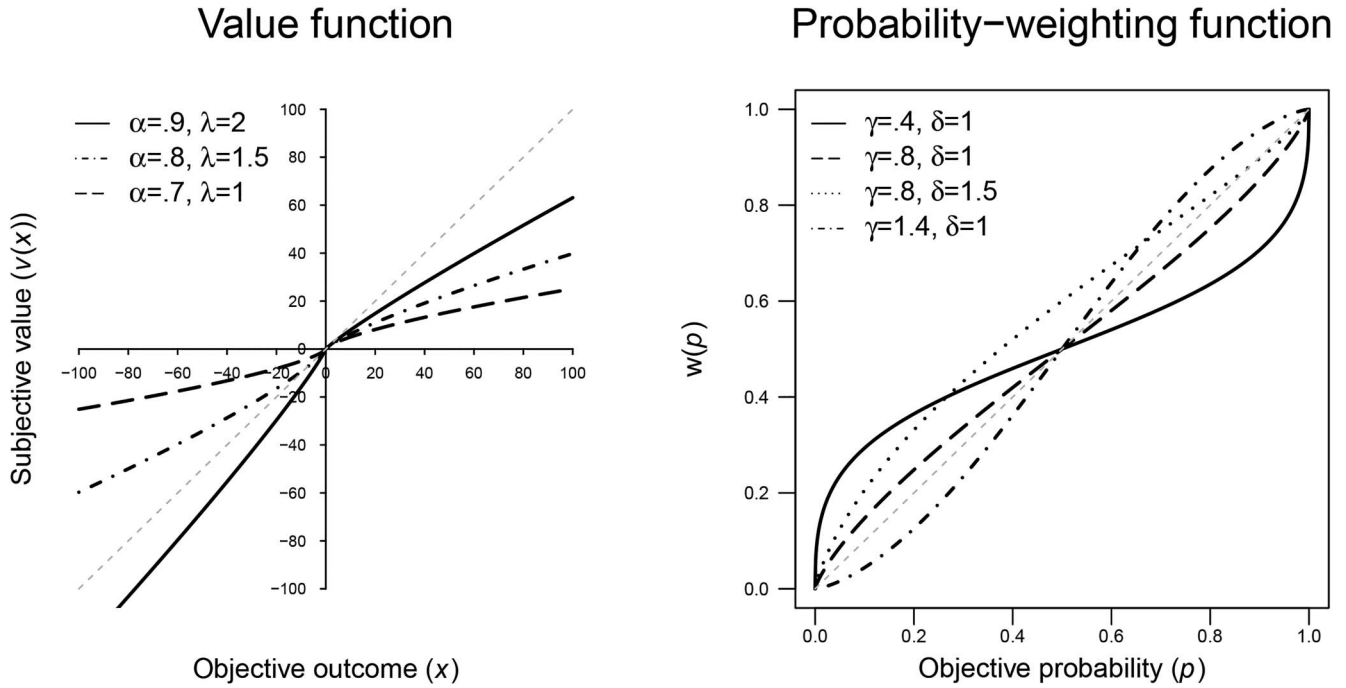 Value function
α=.9, λ=2
α=.8, λ=1.5
α=.7, λ=1
Subjective value (v(x))
100
80
60
40
20
0
−20
−40
−60
−80
−100
−100 −80 −60 −40 −20 0 20 40 60 80 100
Objective outcome (x)
Probability−weighting function
γ=.4, δ=1
γ=.8, δ=1
γ=.8, δ=1.5
γ=1.4, δ=1
w(p)
1.0
0.8
0.6
0.4
0.2
0.0
0.0 0.2 0.4 0.6 0.8 1.0
Objective probability (p)